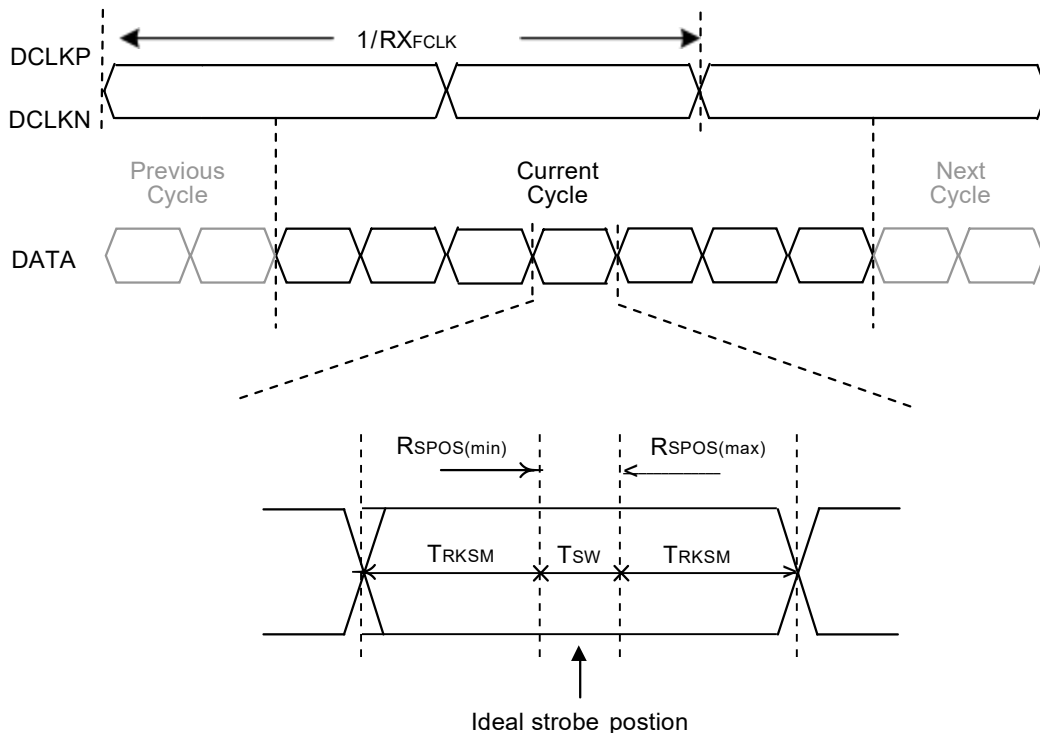 1/RXFCLK
DCLKP
DCLKN
Previous
Cycle
Current
Cycle
Next
Cycle
DATA
RSPOS(min)
RSPOS(max)
TRKSM
TSW
TRKSM
Ideal strobe postion